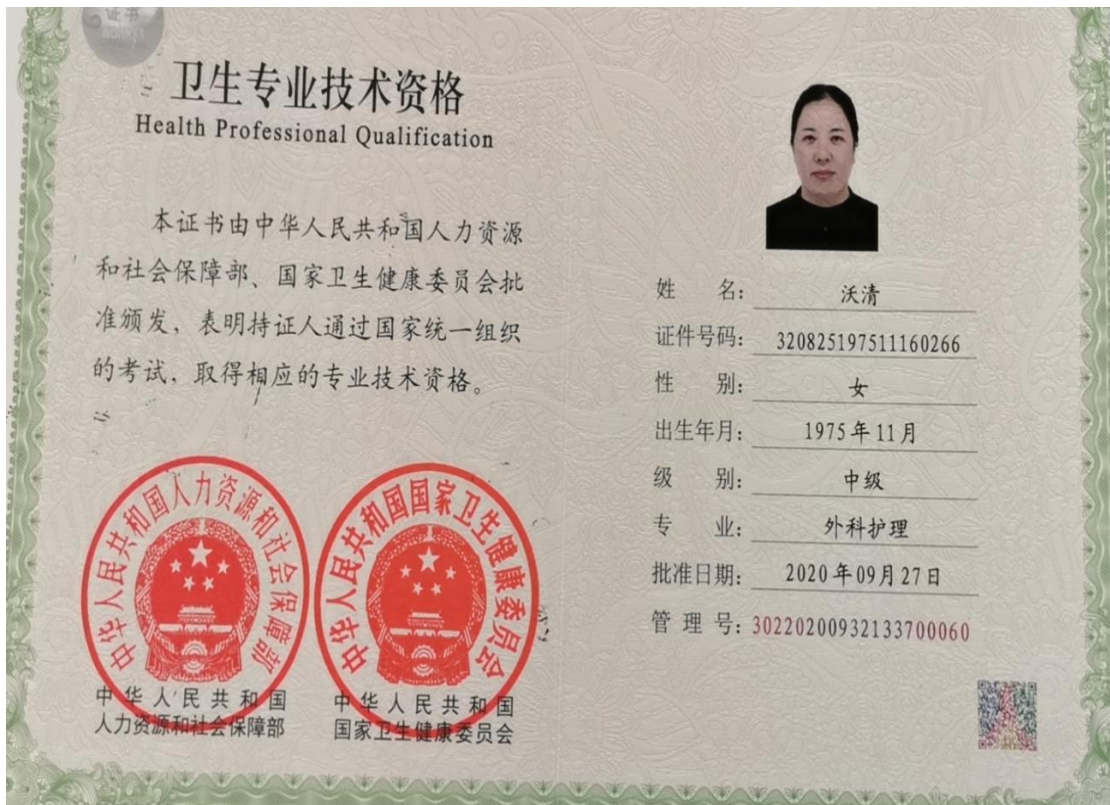 证书
卫生专业技术资格
Health Professional Qualification
本证书由中华人民共和国人力资源
和社会保障部、国家卫生健康委员会批
准颁发，表明持证人通过国家统一组织
的考试，取得相应的专业技术资格。
中华人民共和国人力资源和社会保障部
中华人民共和国国家卫生健康委员会
中华人民共和国
人力资源和社会保障部
中华人民共和国
国家卫生健康委员会
姓 名： 沃清
证件号码： 320825197511160266
性 别： 女
出生年月： 1975年11月
级 别： 中级
专 业： 外科护理
批准日期： 2020年09月27日
管 理 号： 30220200932133700060